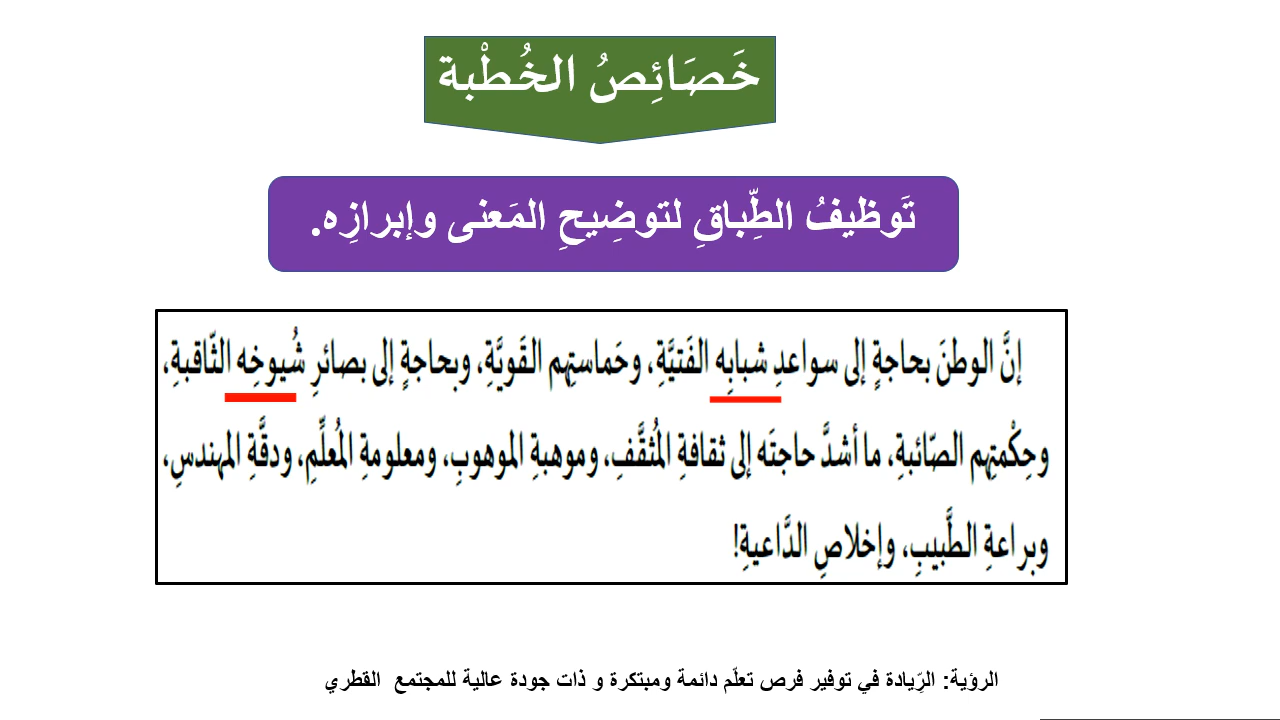 خَصَائِصُ الخُطْبة
تَوظيفُ الطِّباقِ لتوضِيحِ المَعنى وإبرازِه.
إنَّ الوطنَ بحاجةٍ إلى سواعدِ شبابِه الفَتيَّةِ، وحَماستِهم القَويَّةِ، وبحاجةٍ إلى بصائرِ شُيوخِه الثّاقبةِ،
وحِكْمتِهم الصّائبةِ، ما أشدَّ حاجتَه إلى ثقافةِ المُثقَّفِ، وموهبةِ الموهوبِ، ومعلومةِ المُعلِّمِ، ودقَّةِ المهندسِ،
وبراعةِ الطَّبيبِ، وإخلاصِ الدَّاعيةِ!
الرؤية: الرِّيادة في توفير فرص تعلّم دائمة ومبتكرة و ذات جودة عالية للمجتمع القطري